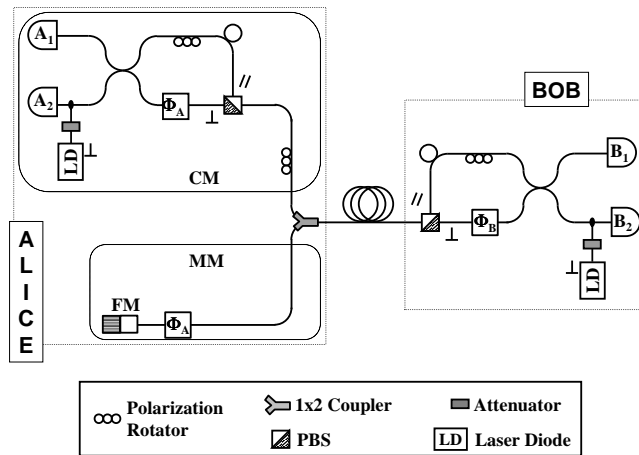 A1
//
A2
ΦA
⊥
LD
⊥
CM
BOB
B1
//
⊥
ΦB
B2
⊥
LD
ALICE
MM
FM
ΦA
Polarization
Rotator
1x2 Coupler
PBS
Attenuator
LD
Laser Diode